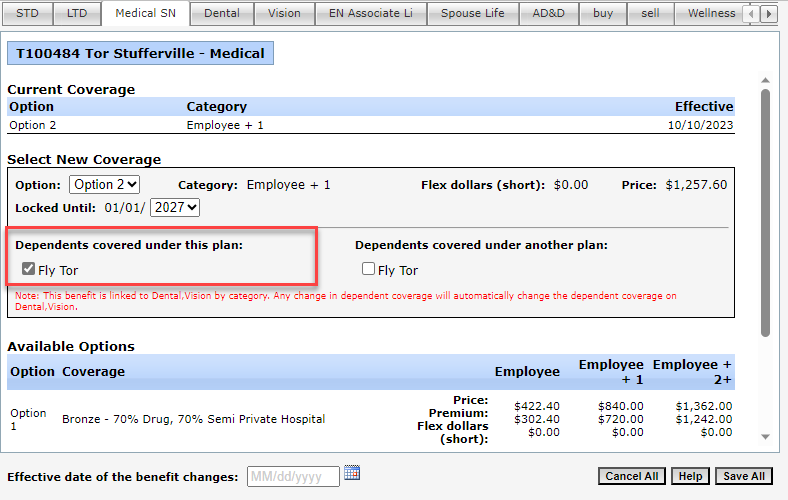 STD LTD Medical SN Dental Vision EN Associate Li Spouse Life AD&D buy sell Wellness
T100484 Tor Stufferville - Medical
Current Coverage
Option Category Effective
Option 2 Employee + 1 10/10/2023
Select New Coverage
Option: Option 2 Category: Employee + 1 Flex dollars (short): $0.00 Price: $1,257.60
Locked Until: 01/01/ 2027
Dependents covered under this plan: Dependents covered under another plan:
Fly Tor Fly Tor
Note: This benefit is linked to Dental,Vision by category. Any change in dependent coverage will automatically change the dependent coverage on
Dental,Vision.
Available Options
Option Coverage Employee Employee + 1 Employee + 2+
Option 1 Bronze - 70% Drug, 70% Semi Private Hospital
Price: $422.40 $840.00 $1,362.00
Premium: $302.40 $720.00 $1,242.00
Flex dollars (short): $0.00 $0.00 $0.00
Effective date of the benefit changes: MM/dd/yyyy Cancel All Help Save All